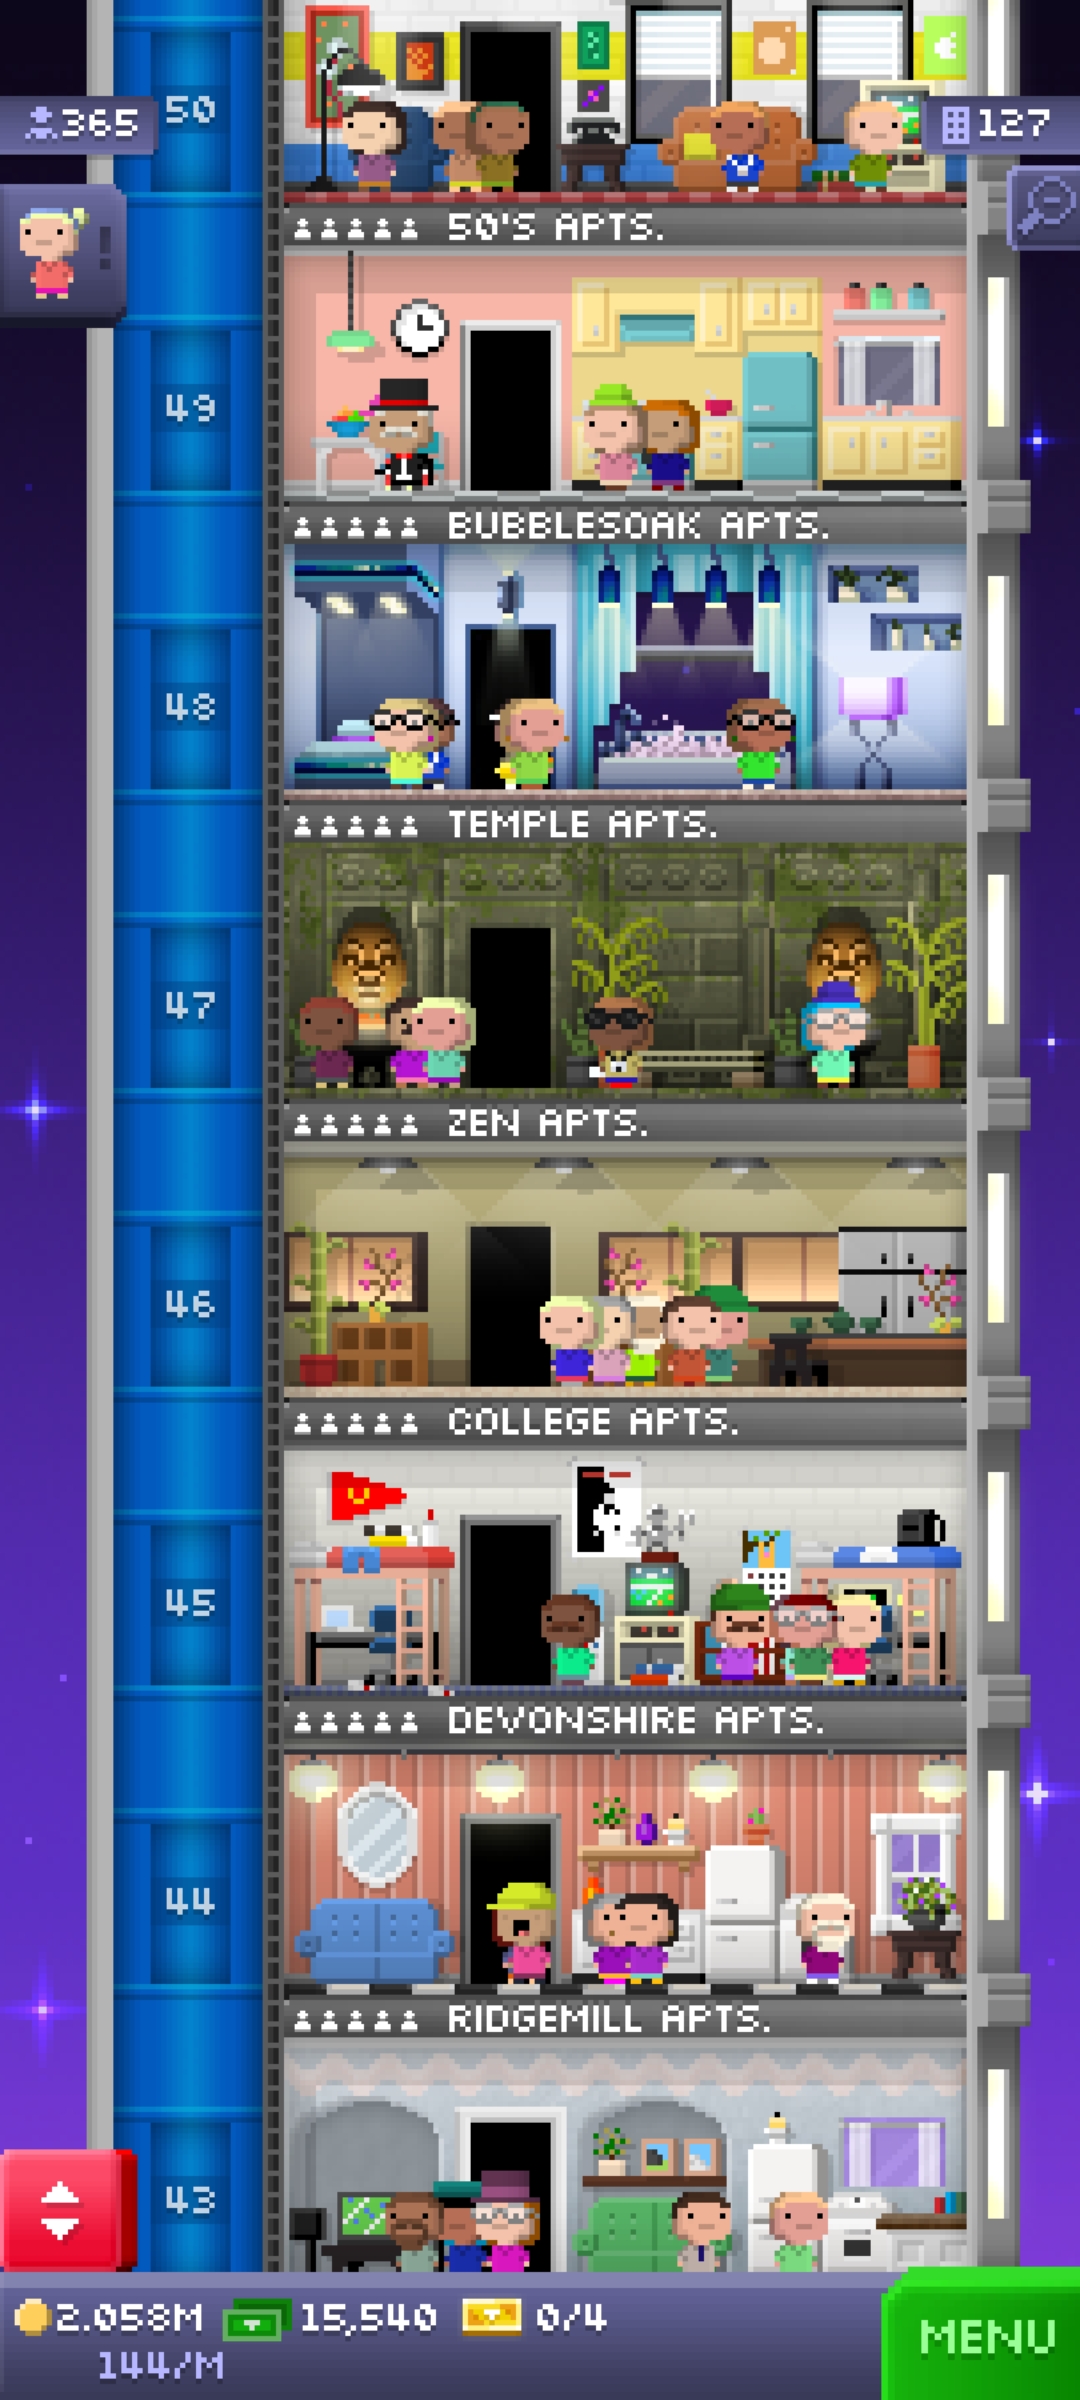 50
365
127
50'S APTS.
!
49
BUBBLESOAK APTS.
48
TEMPLE APTS.
47
ZEN APTS.
46
COLLEGE APTS.
45
DEVONSHIRE APTS.
44
RIDGEMILL APTS.
43
2.058M 15,540 0/4
144/M
MENU